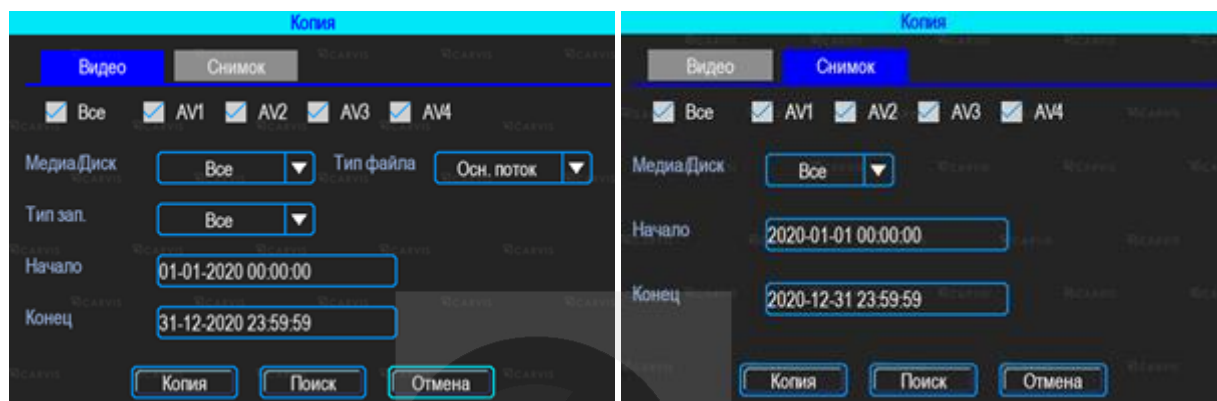 Копия
Видео Снимок
Все AV1 AV2 AV3 AV4
Медиа/Диск Все Тип файла Осн. поток
Тип зап. Все
Начало 01-01-2020 00:00:00
Конец 31-12-2020 23:59:59
Копия Поиск Отмена
Копия
Видео Снимок
Все AV1 AV2 AV3 AV4
Медиа/Диск Все
Начало 2020-01-01 00:00:00
Конец 2020-12-31 23:59:59
Копия Поиск Отмена
CARVIS